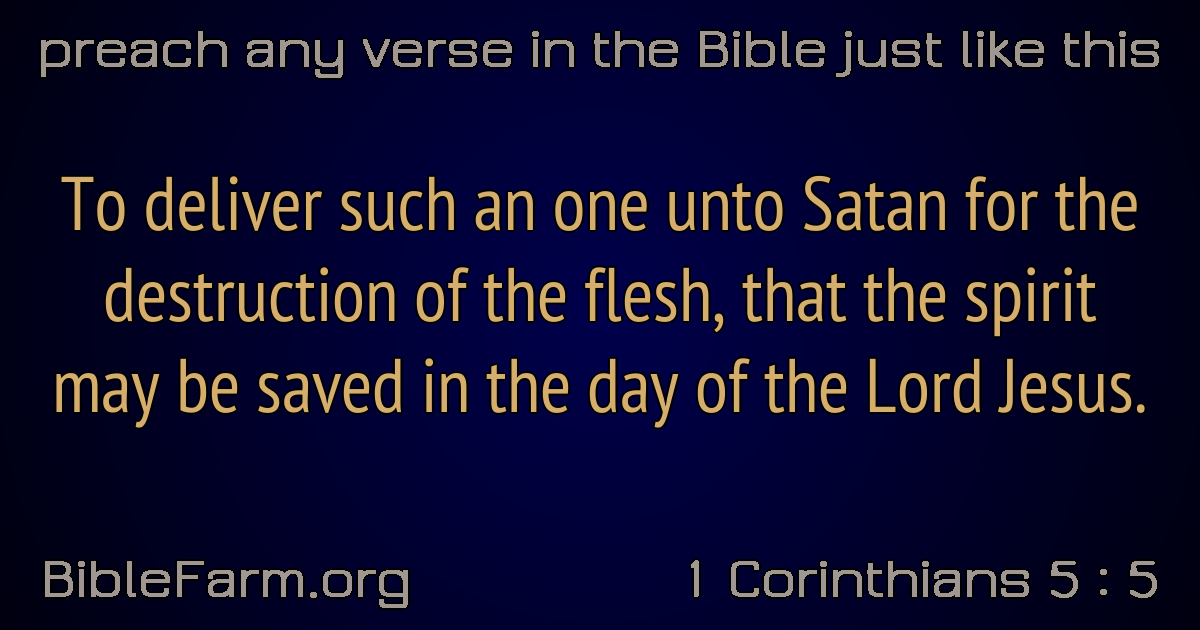 preach any verse in the Bible just like this
To deliver such an one unto Satan for the
destruction of the flesh, that the spirit
may be saved in the day of the Lord Jesus.
BibleFarm.org
1 Corinthians 5 : 5